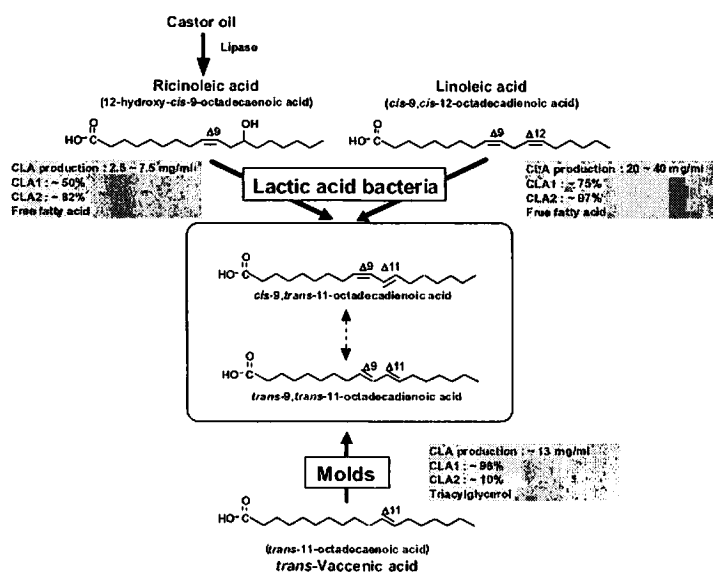 Castor oil
Lipase
Ricinoleic acid
(12-hydroxy-cis-9-octadecaenoic acid)
Linoleic acid
(cis-9,cis-12-octadecadienoic acid)
O
HO-C
Δ9
OH
O
HO-C
Δ9
Δ12
CLA production : 2.5 ~ 7.5 mg/ml
CLA1 : ~ 50%
CLA2 : ~ 82%
Free fatty acid
Lactic acid bacteria
CLA production : 20 ~ 40 mg/ml
CLA1 : ~ 75%
CLA2 : ~ 97%
Free fatty acid
O
HO-C
Δ9
Δ11
cis-9,trans-11-octadecadienoic acid
O
HO-C
Δ9
Δ11
trans-9,trans-11-octadecadienoic acid
Molds
CLA production : ~ 13 mg/ml
CLA1 : ~ 98%
CLA2 : ~ 10%
Triacylglycerol
O
HO-C
Δ11
(trans-11-octadecaenoic acid)
trans-Vaccenic acid